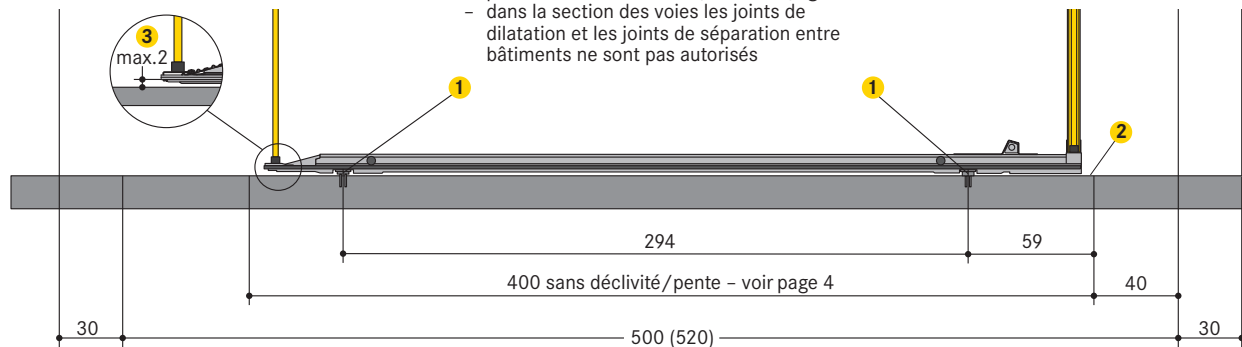 – dans la section des voies les joints de
dilatation et les joints de séparation entre
bâtiments ne sont pas autorisés
3
max.2
1
1
2
294
59
400 sans déclivité/pente – voir page 4
40
30
500 (520)
30